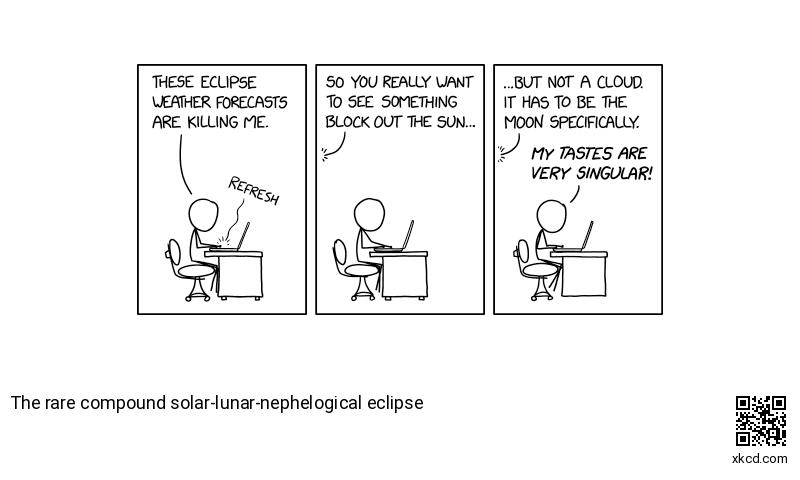 THESE ECLIPSE
WEATHER FORECASTS
ARE KILLING ME.
REFRESH
SO YOU REALLY WANT
TO SEE SOMETHING
BLOCK OUT THE SUN...
...BUT NOT A CLOUD.
IT HAS TO BE THE
MOON SPECIFICALLY.
MY TASTES ARE
VERY SINGULAR!
The rare compound solar-lunar-nephelogical eclipse
xkcd.com